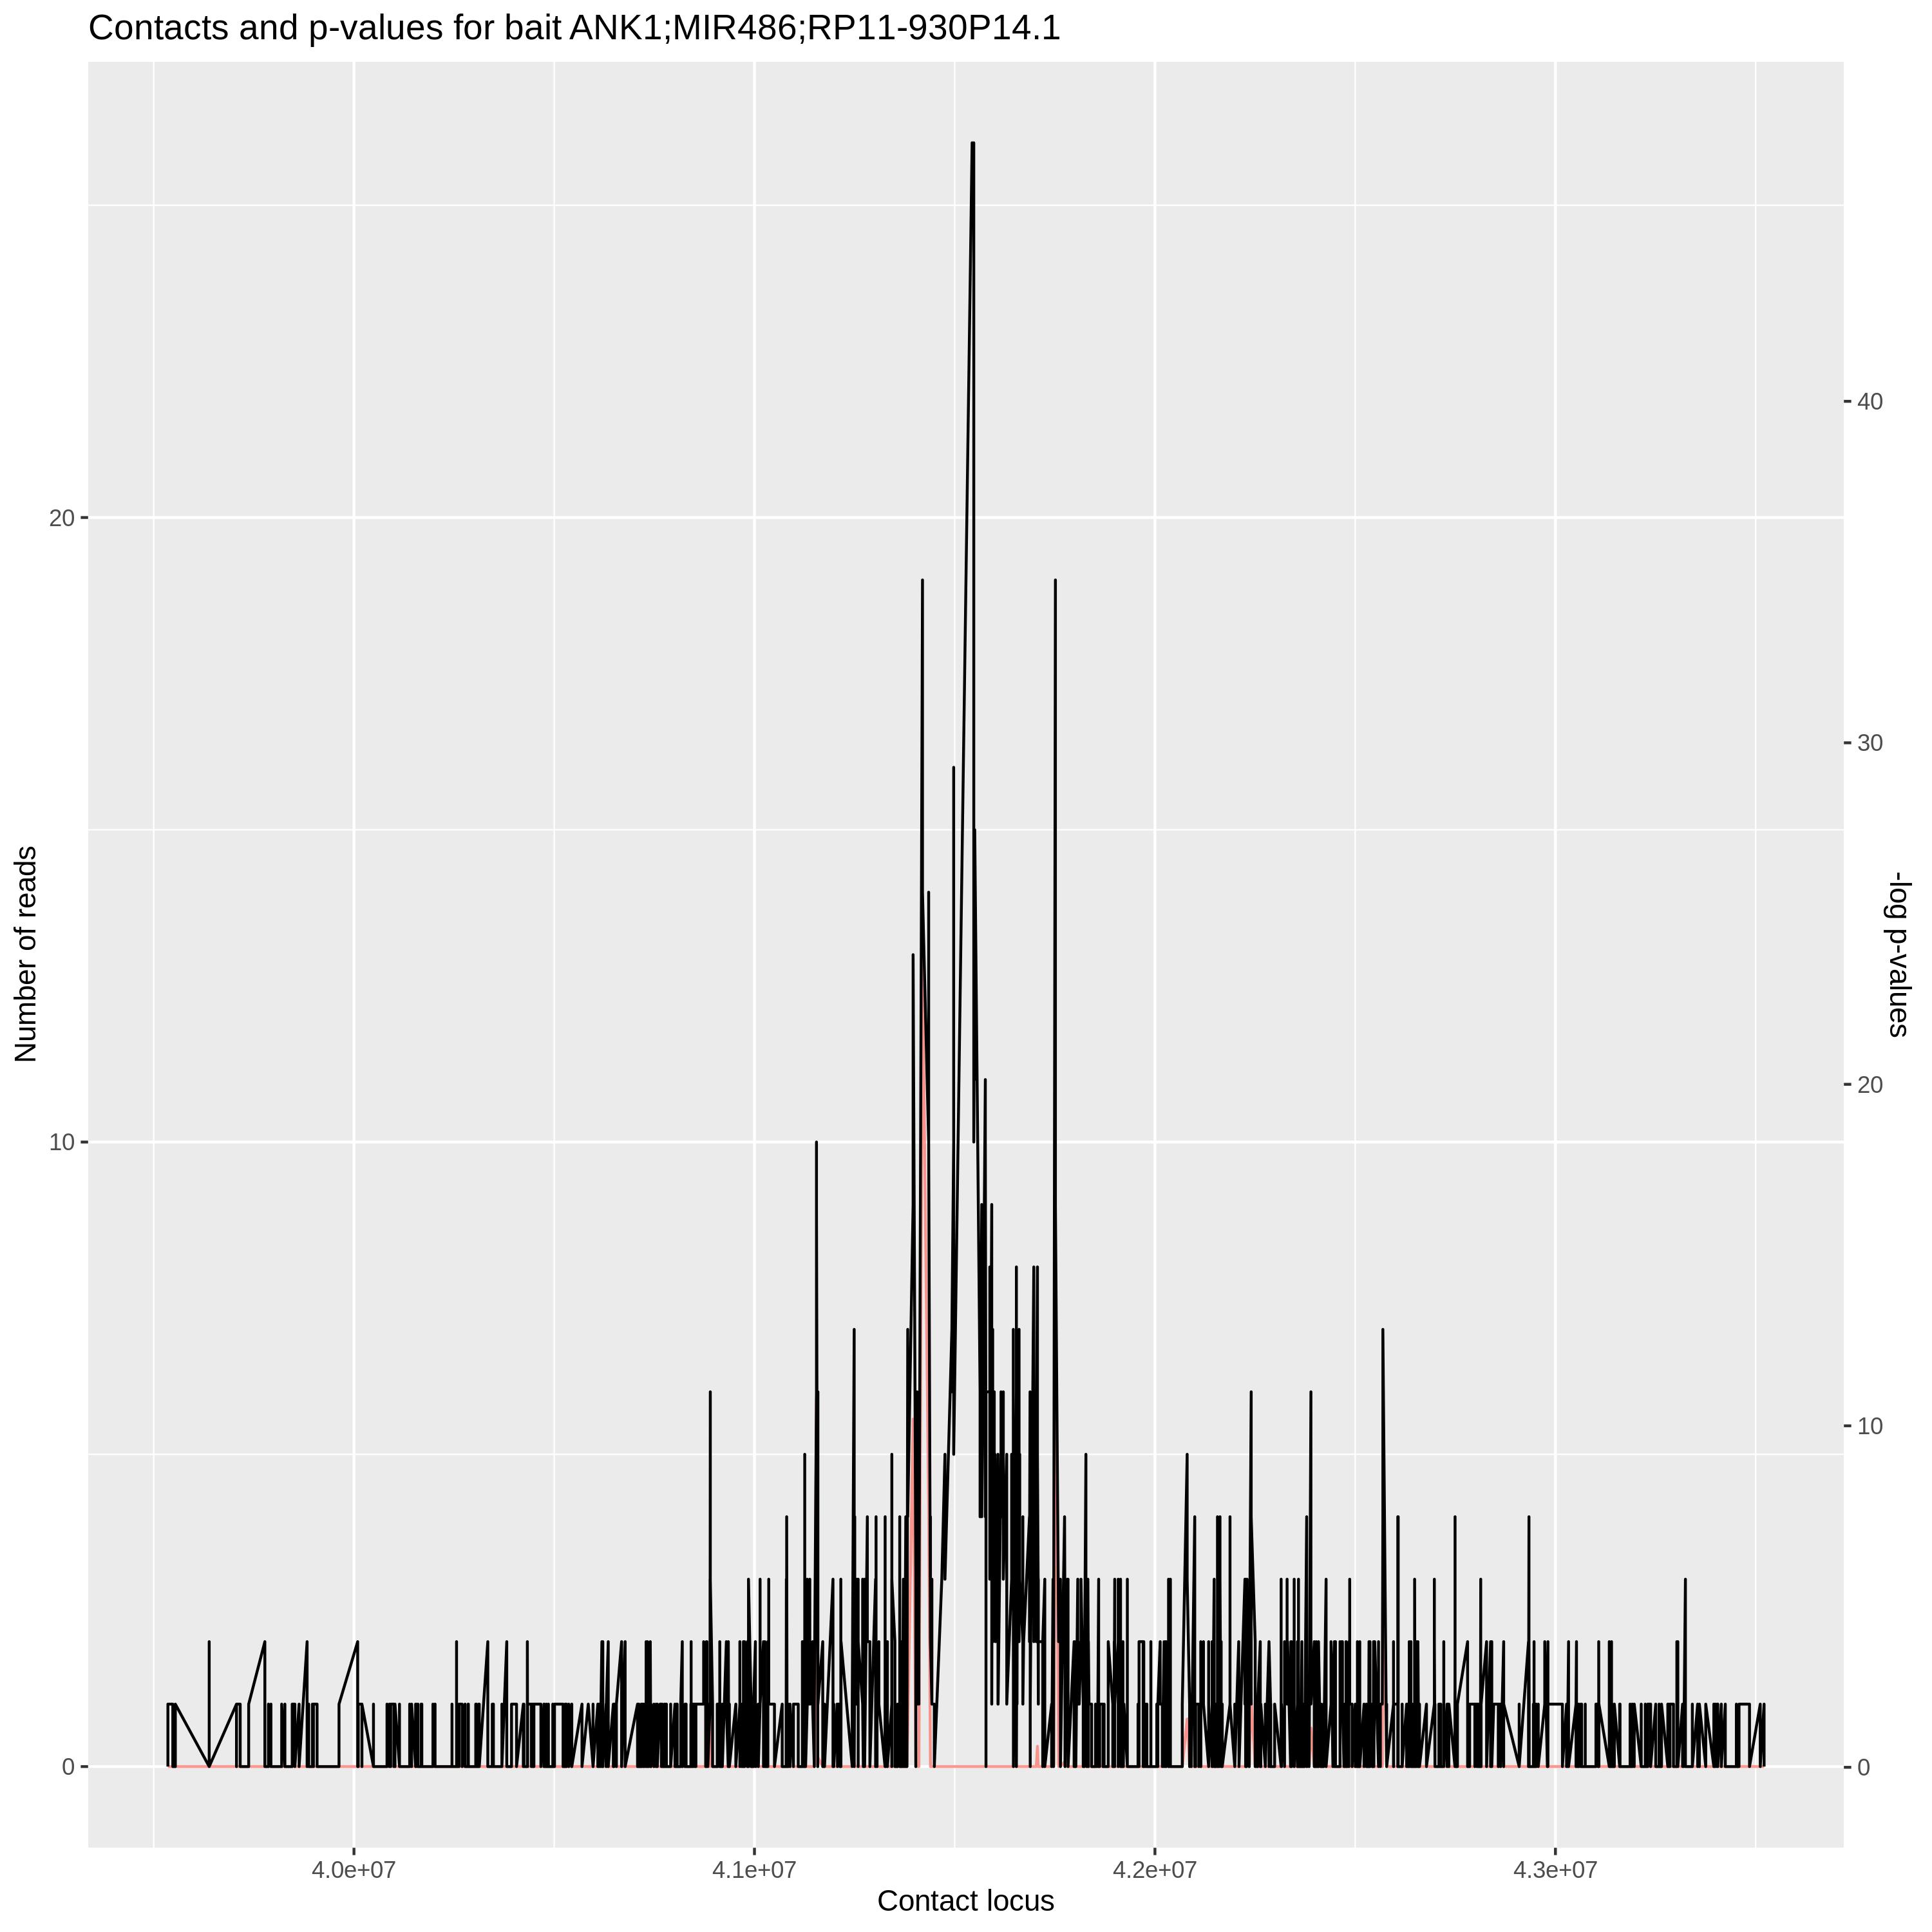 Contacts and p-values for bait ANK1;MIR486;RP11-930P14.1
Number of reads
20
10
0
40
30
20
10
0
-log p-values
4.0e+07
4.1e+07
4.2e+07
4.3e+07
Contact locus